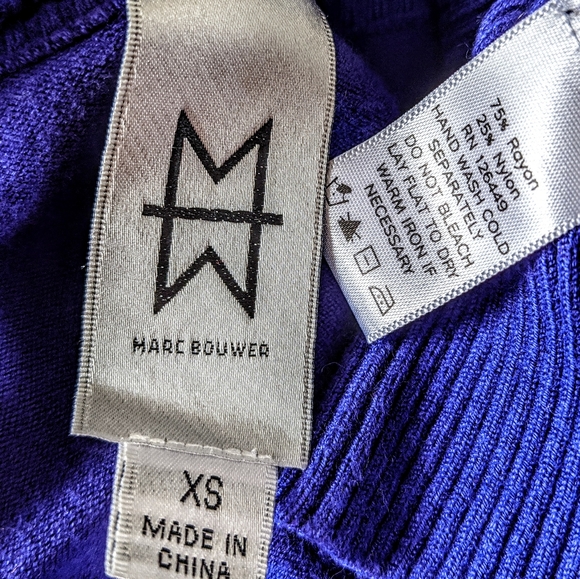 MARC BOUWER
XS
MADE IN
CHINA
75% Rayon
25% Nylon
RN 126449
HAND WASH COLD
SEPARATELY
DO NOT BLEACH
LAY FLAT TO DRY
WARM IRON IF
NECESSARY